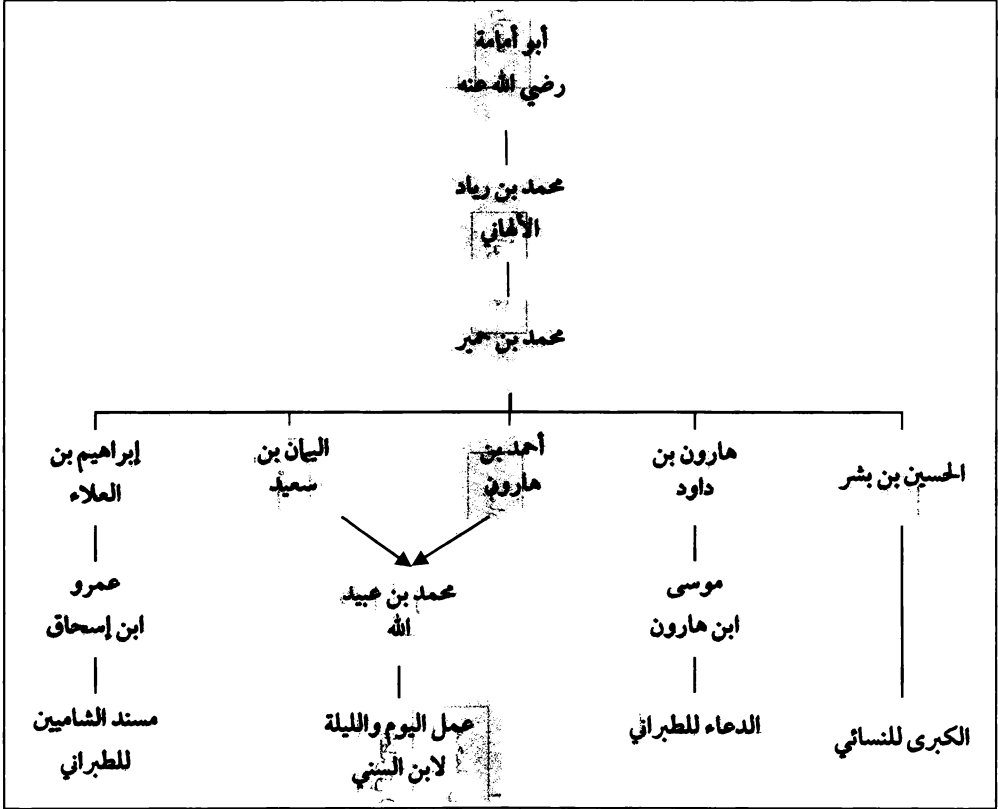 أبو أمامة
رضي الله عنه
محمد بن زياد
الألهاني
محمد بن حمير
الحسين بن بشر
هارون بن
داود
أحمد بن
هارون
اليمان بن
سعيد
إبراهيم بن
العلاء
موسى
ابن هارون
محمد بن عبيد
الله
عمرو
ابن إسحاق
الكبرى للنسائي
الدعاء للطبراني
عمل اليوم والليلة
لابن السني
مسند الشاميين
للطبراني